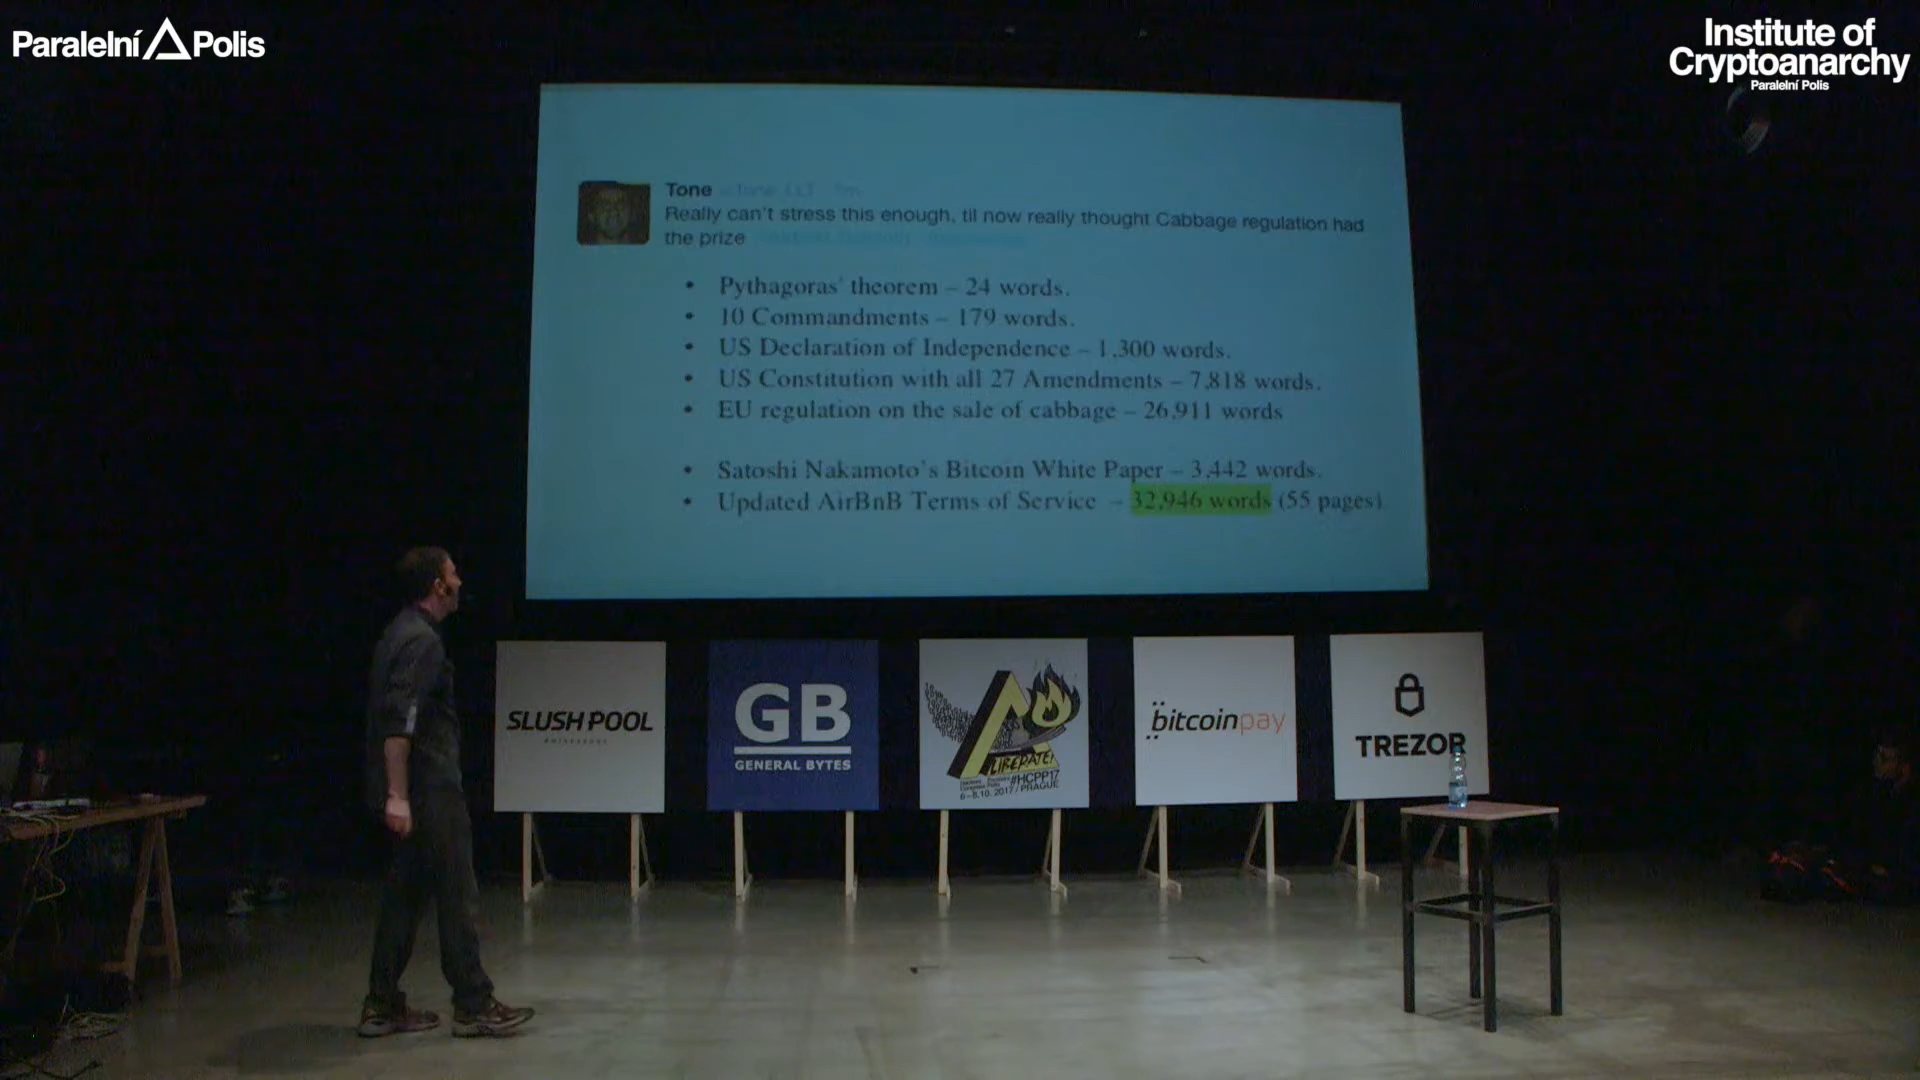 Paralelní Polis
Institute of
Cryptoanarchy
Paralelní Polis
Tone
Really can't stress this enough, til now really thought Cabbage regulation had
the prize
• Pythagoras' theorem – 24 words.
• 10 Commandments – 179 words.
• US Declaration of Independence – 1,300 words.
• US Constitution with all 27 Amendments – 7,818 words.
• EU regulation on the sale of cabbage – 26,911 words
• Satoshi Nakamoto's Bitcoin White Paper – 3,442 words.
• Updated AirBnB Terms of Service – 32,946 words (55 pages)
SLUSH POOL
GB
GENERAL BYTES
LIBERATE!
#HCPP17
6–8.10. 2017 / PRAGUE
bitcoinpay
TREZOR